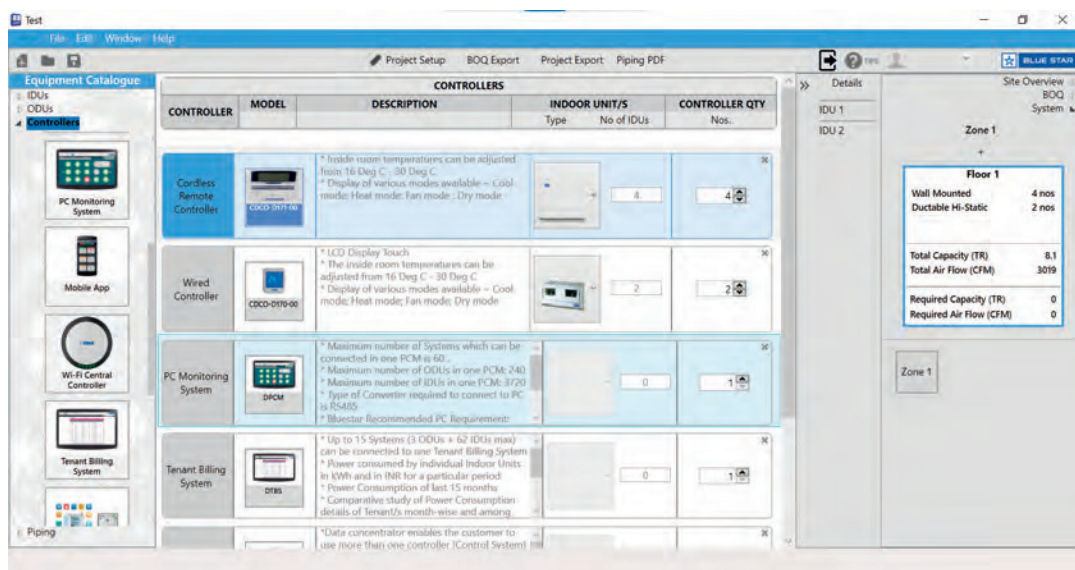 Test
File Edit Window Help
Project Setup BOQ Export Project Export Piping PDF
BLUE STAR
Equipment Catalogue
IDUs
ODUs
Controllers
PC Monitoring
System
Mobile App
Wi-Fi Central
Controller
Tenant Billing
System
Piping
CONTROLLERS
CONTROLLER MODEL DESCRIPTION INDOOR UNIT/S CONTROLLER QTY
Type No of IDUs Nos.
Cordless
Remote
Controller
CDCO-D171-00
* Inside room temperatures can be adjusted
from 16 Deg C - 30 Deg C
* Display of various modes available – Cool
mode; Heat mode; Fan mode ; Dry mode
4
4
Wired
Controller
CDCO-D170-00
* LCD Display Touch
* The inside room temperatures can be
adjusted from 16 Deg C - 30 Deg C
* Display of various modes available – Cool
mode; Heat mode; Fan mode; Dry mode
2
2
PC Monitoring
System
DPCM
* Maximum number of Systems which can be
connected in one PCM is 60..
* Maximum number of ODUs in one PCM: 240
* Maximum number of IDUs in one PCM: 3720
* Type of Converter required to connect to PC
is RS485
* Bluestar Recommended PC Requirement:
0
1
Tenant Billing
System
DTBS
* Up to 15 Systems (3 ODUs + 62 IDUs max)
can be connected to one Tenant Billing System
* Power consumed by individual Indoor Units
in kWh and in INR for a particular period
* Power Consumption of last 15 months
* Comparative study of Power Consumption
details of Tenant/s month-wise and among
0
1
*Data concentrator enables the customer to
use more than one controller (Control System)
Details
IDU 1
IDU 2
Site Overview
BOQ
System
Zone 1
+
Floor 1
Wall Mounted 4 nos
Ductable Hi-Static 2 nos
Total Capacity (TR) 8.1
Total Air Flow (CFM) 3019
Required Capacity (TR) 0
Required Air Flow (CFM) 0
Zone 1